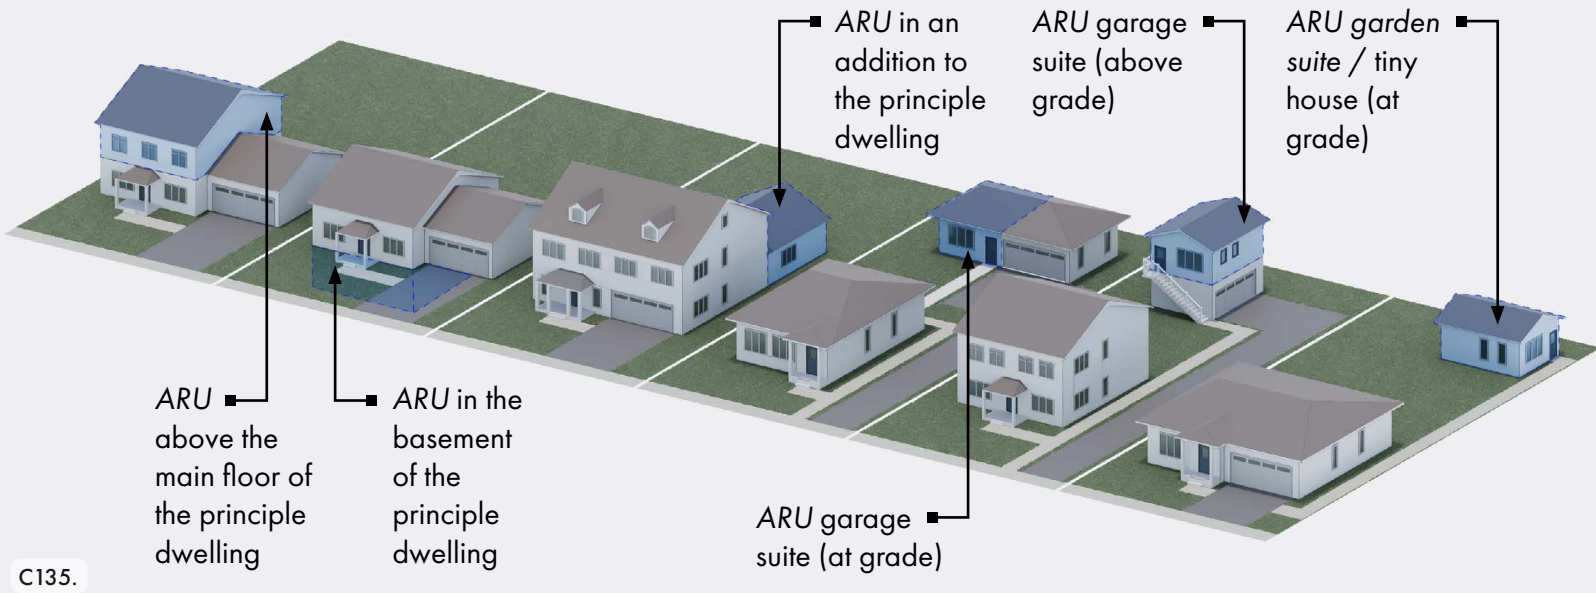 ARU in an
addition to
the principle
dwelling
ARU garage
suite (above
grade)
ARU garden
suite / tiny
house (at
grade)
ARU
above the
main floor of
the principle
dwelling
ARU in the
basement
of the
principle
dwelling
ARU garage
suite (at grade)
C135.